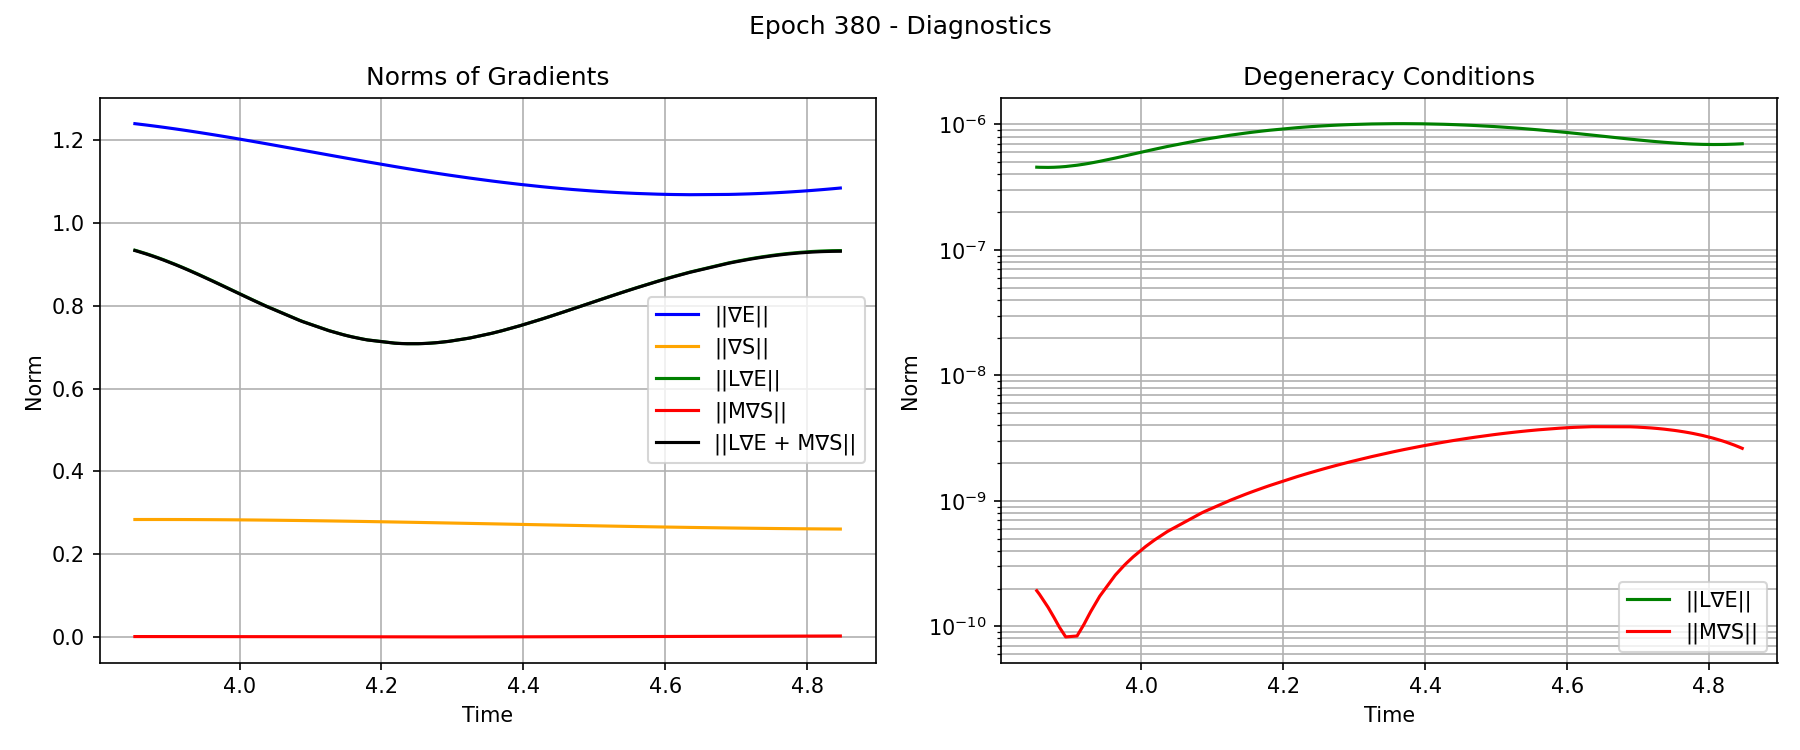 Epoch 380 - Diagnostics
Norms of Gradients
Norm
1.2
1.0
0.8
0.6
0.4
0.2
0.0
||∇E||
||∇S||
||L∇E||
||M∇S||
||L∇E + M∇S||
4.0
4.2
4.4
4.6
4.8
Time
Degeneracy Conditions
Norm
10⁻⁶
10⁻⁷
10⁻⁸
10⁻⁹
10⁻¹⁰
||L∇E||
||M∇S||
4.0
4.2
4.4
4.6
4.8
Time